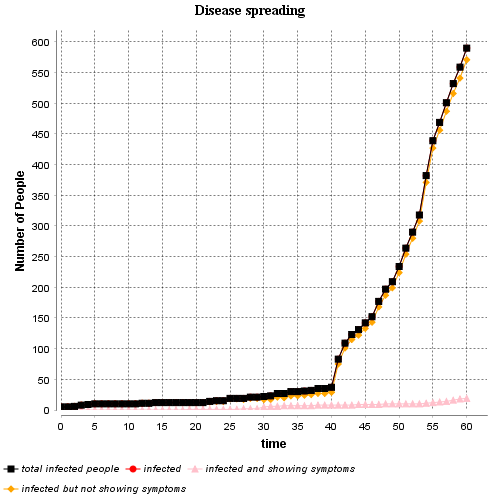 Disease spreading
Number of People
600
550
500
450
400
350
300
250
200
150
100
50
0
0 5 10 15 20 25 30 35 40 45 50 55 60
time
total infected people infected infected and showing symptoms
infected but not showing symptoms